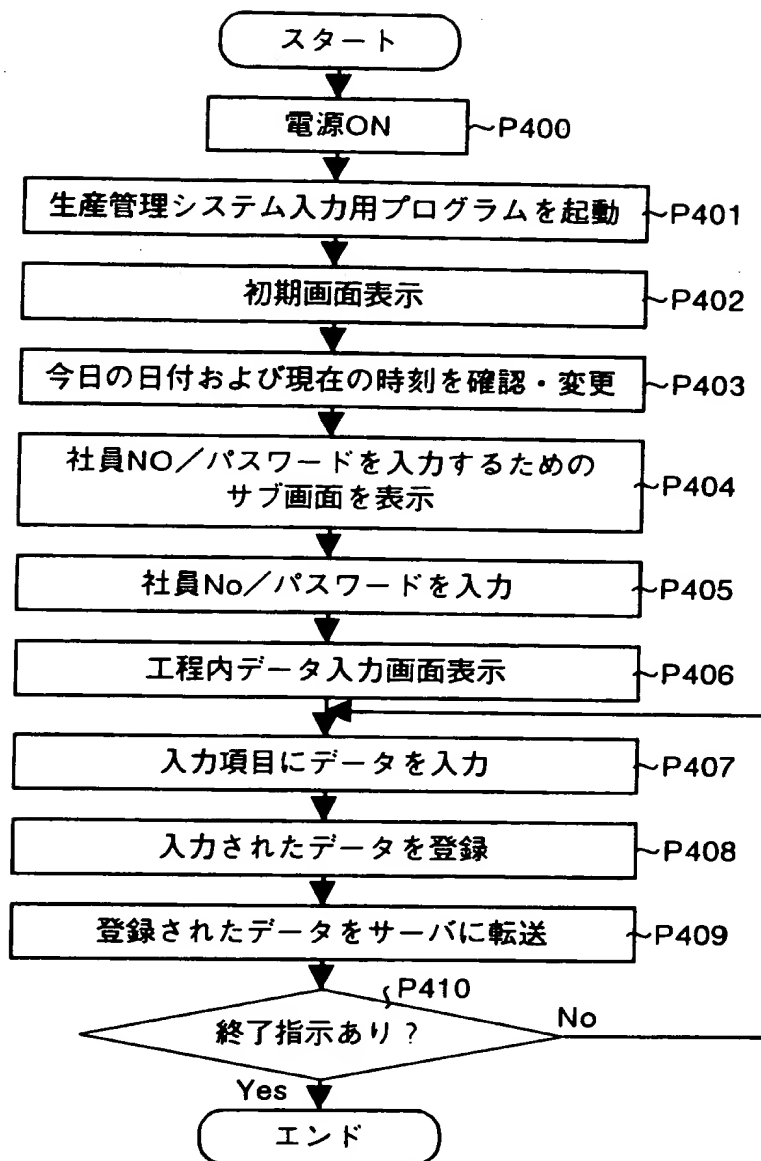 スタート
電源ON
~P400
生産管理システム入力用プログラムを起動
~P401
初期画面表示
~P402
今日の日付および現在の時刻を確認・変更
~P403
社員NO／パスワードを入力するための
サブ画面を表示
~P404
社員No／パスワードを入力
~P405
工程内データ入力画面表示
~P406
入力項目にデータを入力
~P407
入力されたデータを登録
~P408
登録されたデータをサーバに転送
~P409
P410
終了指示あり？
No
Yes
エンド